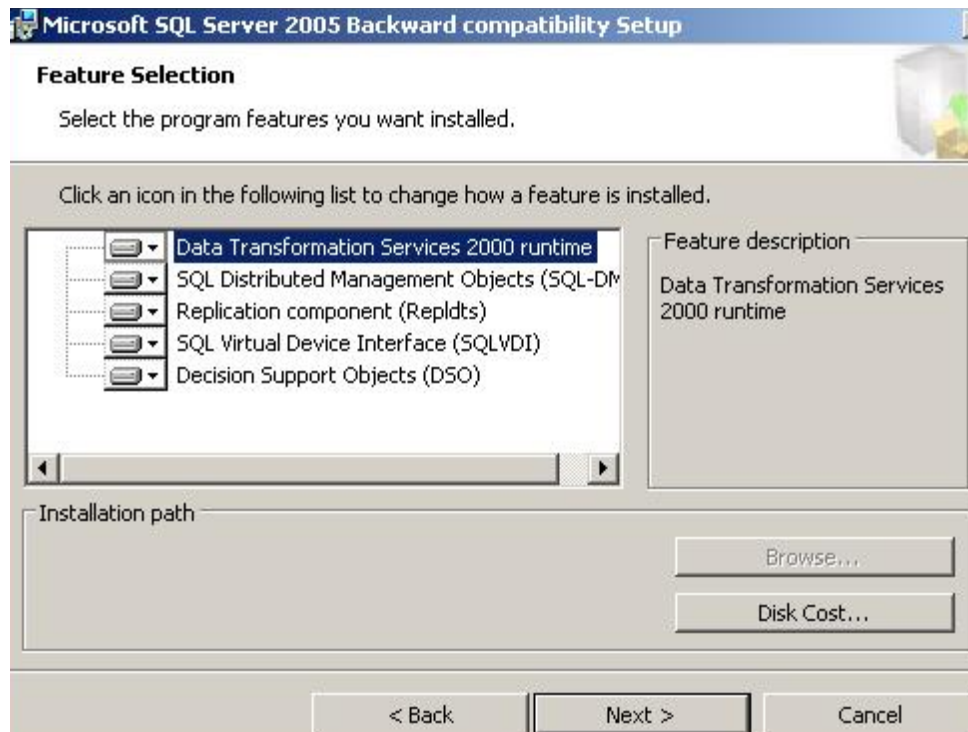 Microsoft SQL Server 2005 Backward compatibility Setup
Feature Selection
Select the program features you want installed.
Click an icon in the following list to change how a feature is installed.
Data Transformation Services 2000 runtime
SQL Distributed Management Objects (SQL-DM
Replication component (Repldts)
SQL Virtual Device Interface (SQLVDI)
Decision Support Objects (DSO)
Feature description
Data Transformation Services
2000 runtime
Installation path
Browse...
Disk Cost...
< Back
Next >
Cancel